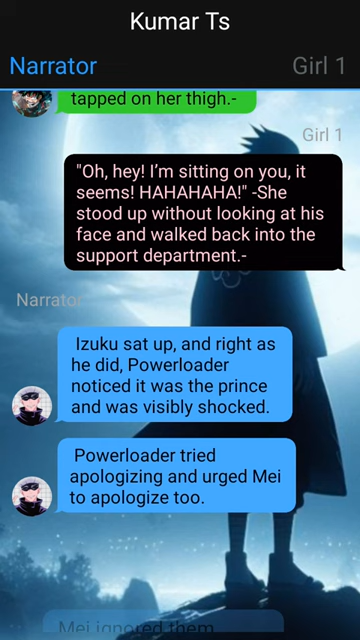 Kumar Ts
Narrator
Girl 1
tapped on her thigh.-
Girl 1
"Oh, hey! I’m sitting on you, it
seems! HAHAHAHA!" -She
stood up without looking at his
face and walked back into the
support department.-
Narrator
Izuku sat up, and right as
he did, Powerloader
noticed it was the prince
and was visibly shocked.
Powerloader tried
apologizing and urged Mei
to apologize too.
Mei ignored them